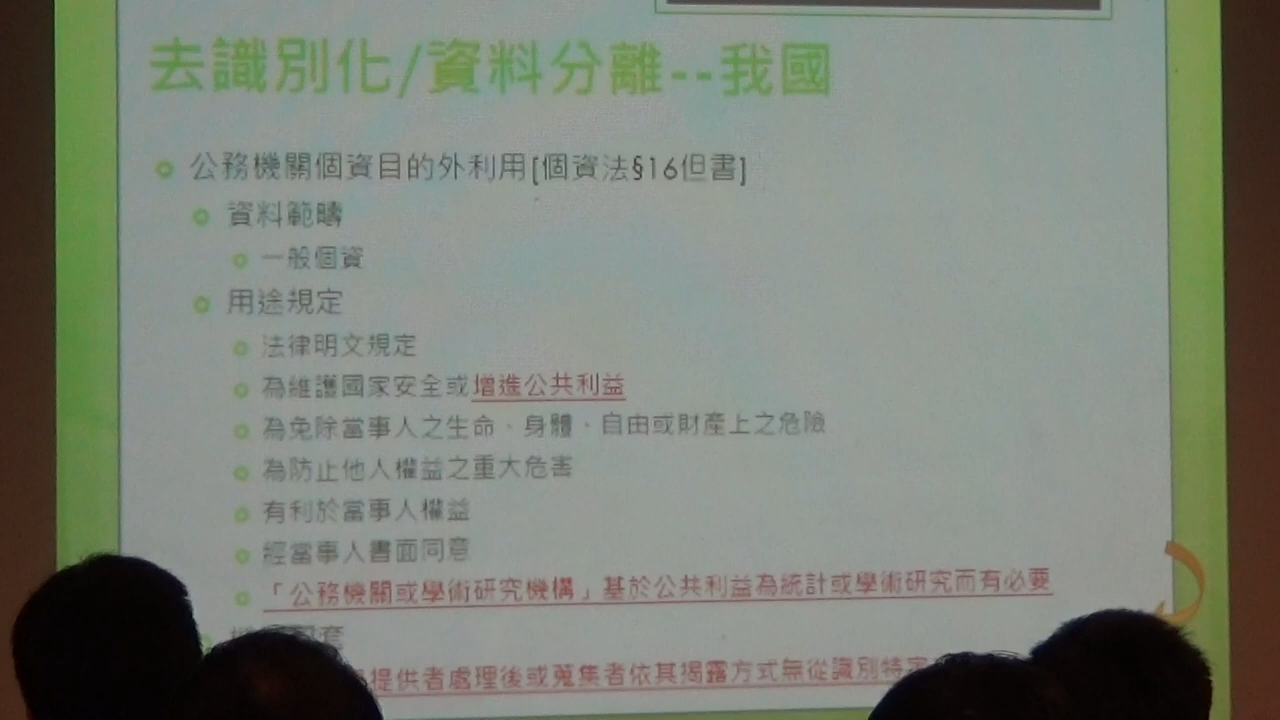 去識別化/資料分離--我國
公務機關個資目的外利用[個資法§16但書]
資料範疇
一般個資
用途規定
法律明文規定
為維護國家安全或增進公共利益
為免除當事人之生命、身體、自由或財產上之危險
為防止他人權益之重大危害
有利於當事人權益
經當事人書面同意
「公務機關或學術研究機構」基於公共利益為統計或學術研究而有必要
提供者處理後或蒐集者依其揭露方式無從識別特定